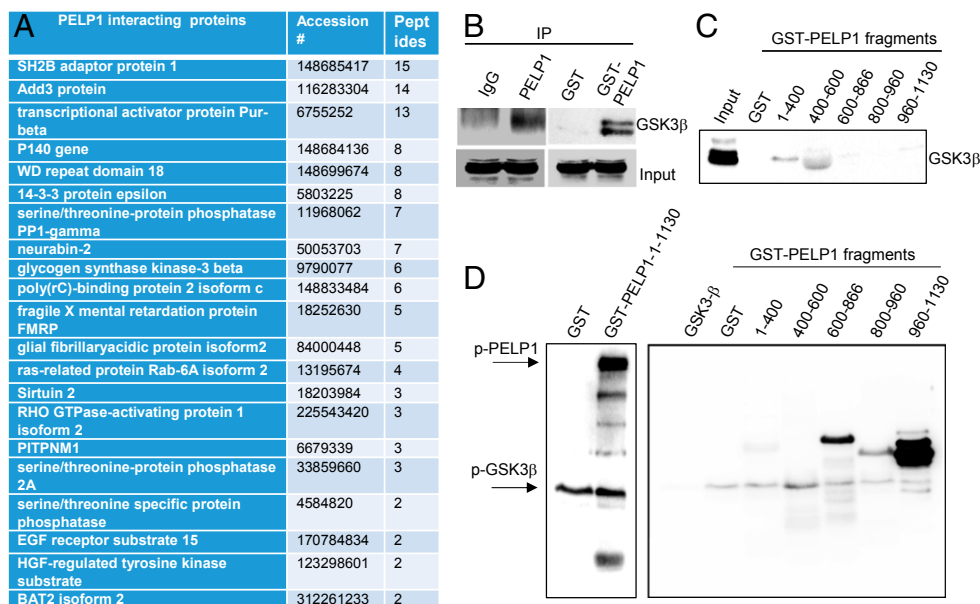 A
PELP1 interacting proteins
Accession
#
Pept
ides
SH2B adaptor protein 1
148685417
15
Add3 protein
116283304
14
transcriptional activator protein Pur-
beta
6755252
13
P140 gene
148684136
8
WD repeat domain 18
148699674
8
14-3-3 protein epsilon
5803225
8
serine/threonine-protein phosphatase
PP1-gamma
11968062
7
neurabin-2
50053703
7
glycogen synthase kinase-3 beta
9790077
6
poly(rC)-binding protein 2 isoform c
148833484
6
fragile X mental retardation protein
FMRP
18252630
5
glial fibrillaryacidic protein isoform2
84000448
5
ras-related protein Rab-6A isoform 2
13195674
4
Sirtuin 2
18203984
3
RHO GTPase-activating protein 1
isoform 2
225543420
3
PITPNM1
6679339
3
serine/threonine-protein phosphatase
2A
33859660
3
serine/threonine specific protein
phosphatase
4584820
2
EGF receptor substrate 15
170784834
2
HGF-regulated tyrosine kinase
substrate
123298601
2
BAT2 isoform 2
312261233
2
B
IP
IgG
PELP1
GST
GST-
PELP1
GSK3β
Input
C
GST-PELP1 fragments
Input
GST
1-400
400-600
600-866
800-960
960-1130
GSK3β
D
GST
GST-PELP1-1-1130
p-PELP1
p-GSK3β
GST-PELP1 fragments
GSK3-β
GST
1-400
400-600
600-866
800-960
960-1130